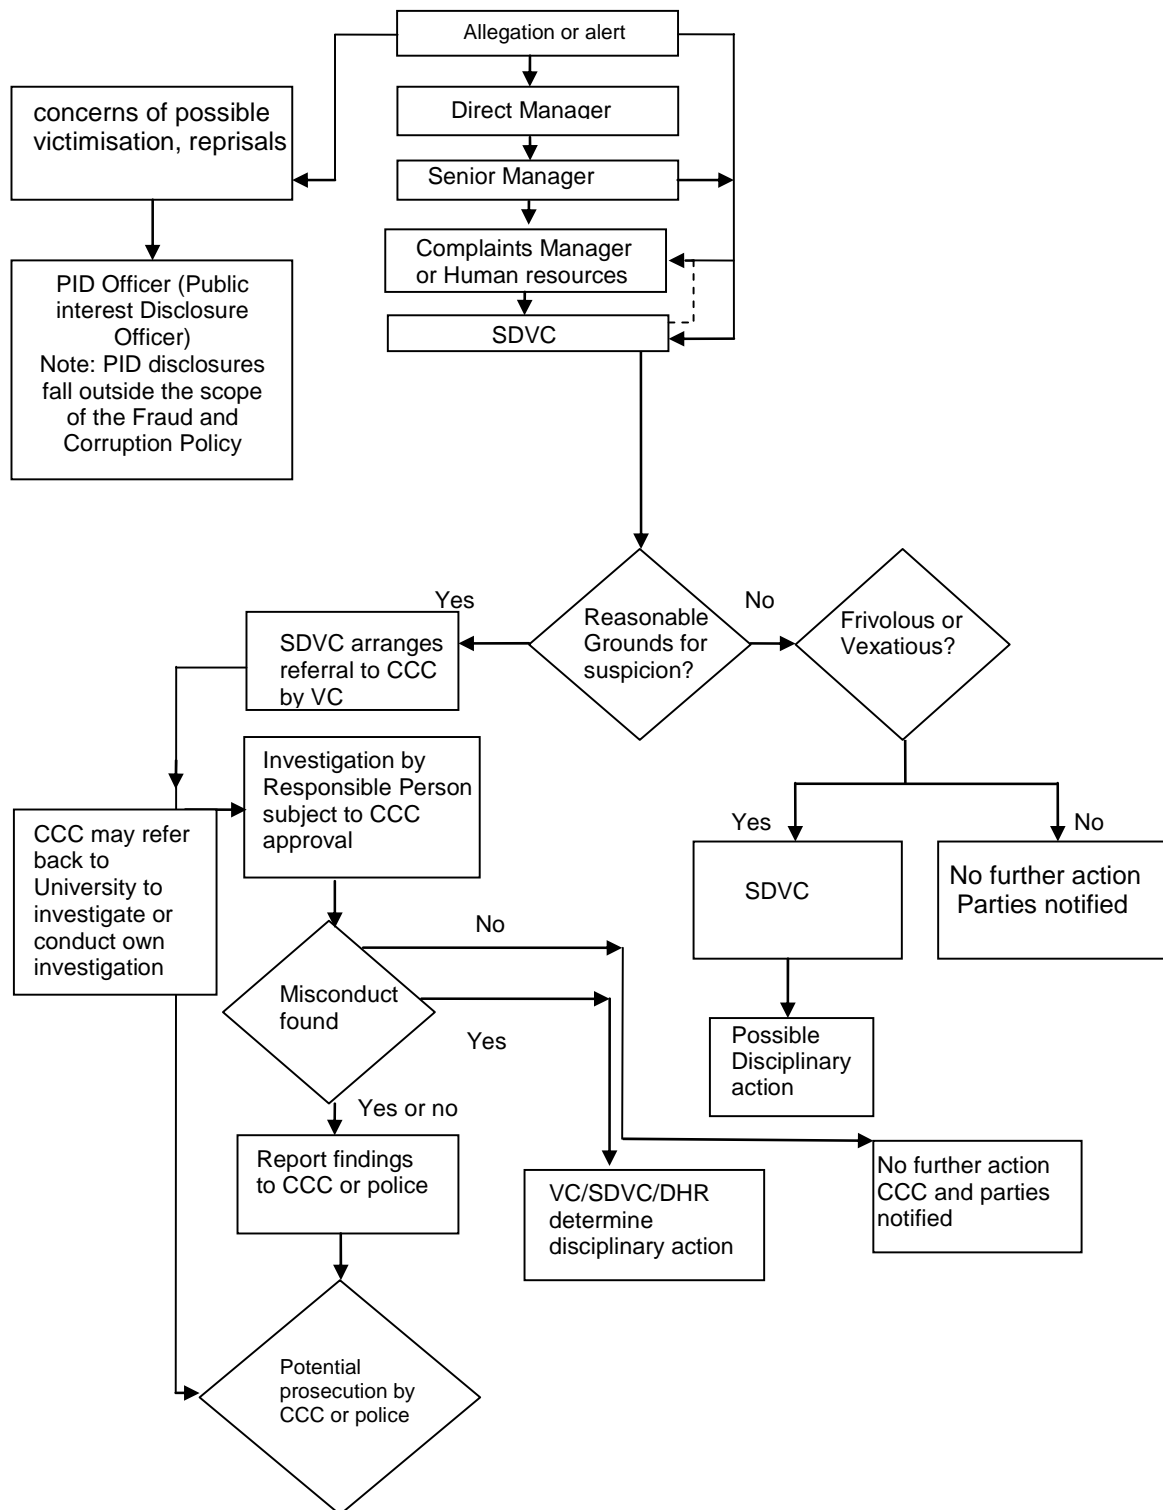 Allegation or alert
concerns of possible
victimisation, reprisals
Direct Manager
Senior Manager
Complaints Manager
or Human resources
PID Officer (Public
interest Disclosure
Officer)
Note: PID disclosures
fall outside the scope
of the Fraud and
Corruption Policy
SDVC
Yes
Reasonable
Grounds for
suspicion?
No
Frivolous or
Vexatious?
SDVC arranges
referral to CCC
by VC
Investigation by
Responsible Person
subject to CCC
approval
CCC may refer
back to
University to
investigate or
conduct own
investigation
Yes
No
SDVC
No further action
Parties notified
No
Misconduct
found
Yes
Possible
Disciplinary
action
Yes or no
Report findings
to CCC or police
VC/SDVC/DHR
determine
disciplinary action
No further action
CCC and parties
notified
Potential
prosecution by
CCC or police